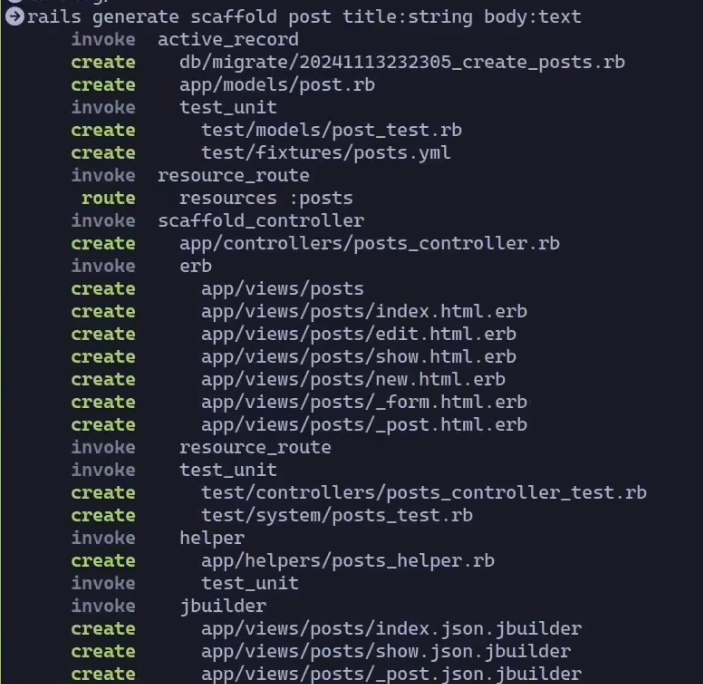 rails generate scaffold post title:string body:text
invoke active_record
create db/migrate/20241113232305_create_posts.rb
create app/models/post.rb
invoke test_unit
create test/models/post_test.rb
create test/fixtures/posts.yml
invoke resource_route
route resources :posts
invoke scaffold_controller
create app/controllers/posts_controller.rb
invoke erb
create app/views/posts
create app/views/posts/index.html.erb
create app/views/posts/edit.html.erb
create app/views/posts/show.html.erb
create app/views/posts/new.html.erb
create app/views/posts/_form.html.erb
create app/views/posts/_post.html.erb
invoke resource_route
invoke test_unit
create test/controllers/posts_controller_test.rb
create test/system/posts_test.rb
invoke helper
create app/helpers/posts_helper.rb
invoke test_unit
invoke jbuilder
create app/views/posts/index.json.jbuilder
create app/views/posts/show.json.jbuilder
create app/views/posts/_post.json.jbuilder